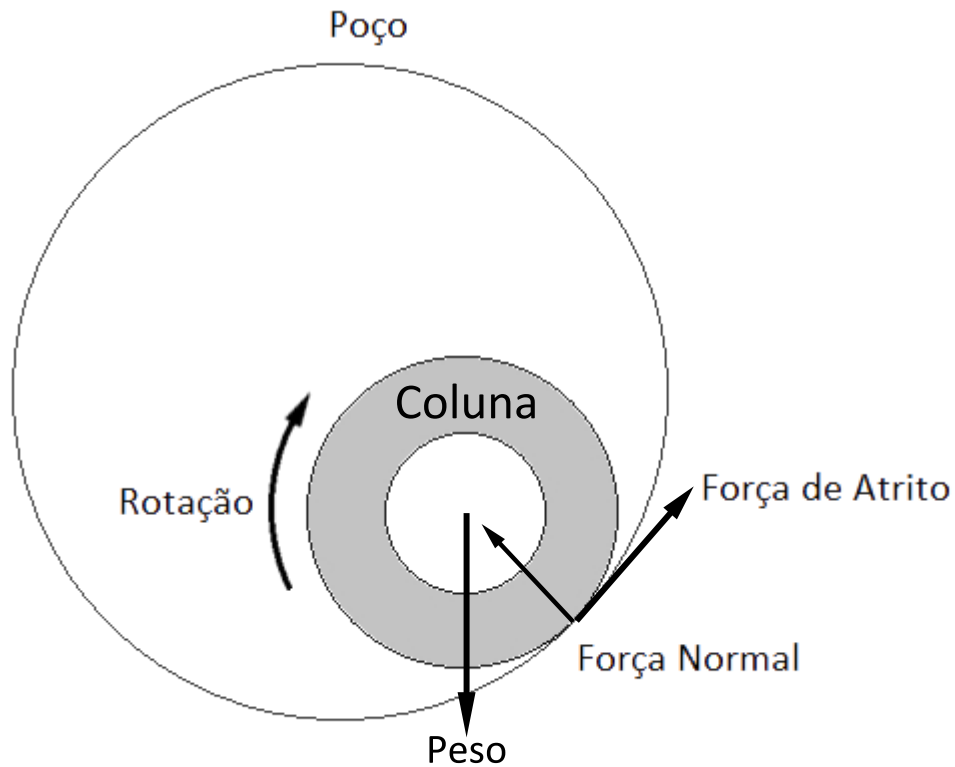 Poço
Coluna
Rotação
Força de Atrito
Força Normal
Peso